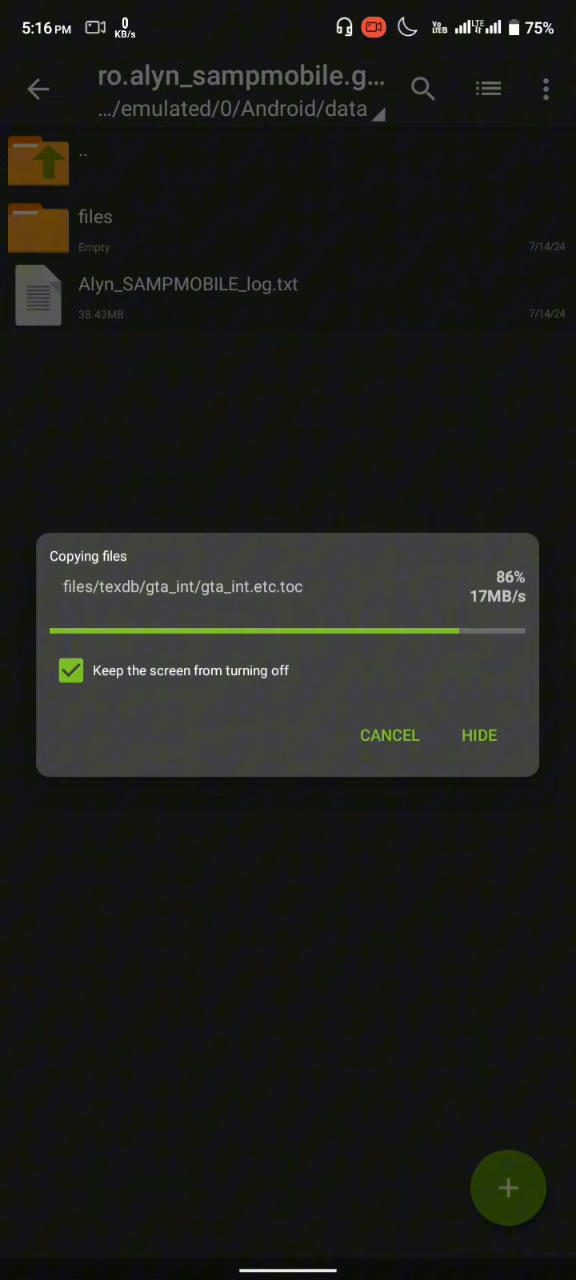 5:16 PM 0 KB/s VoLTE LTE 75%
ro.alyn_sampmobile.g...
.../emulated/0/Android/data
..
files
Empty 7/14/24
Alyn_SAMPMOBILE_log.txt
38.43MB 7/14/24
Copying files
files/texdb/gta_int/gta_int.etc.toc 86%
17MB/s
Keep the screen from turning off
CANCEL HIDE